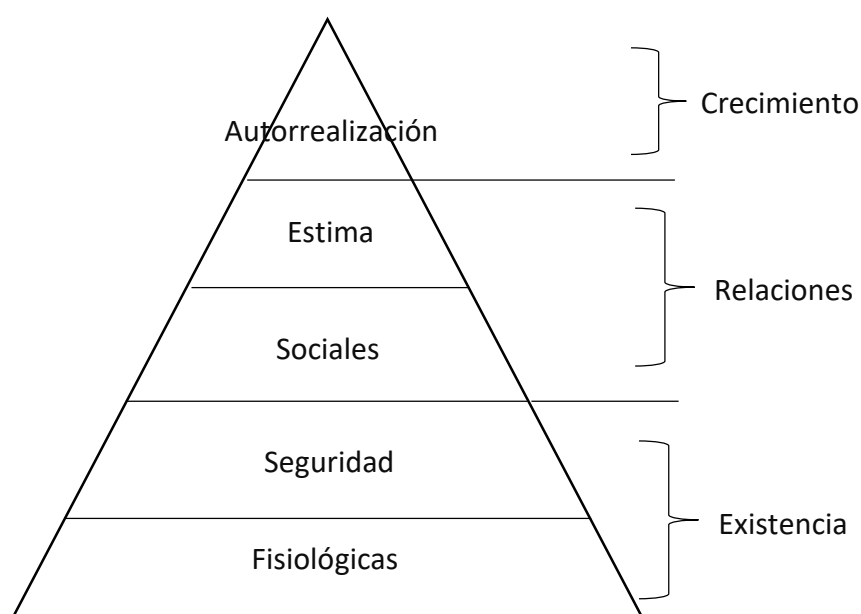 Autorrealización
Estima
Sociales
Seguridad
Fisiológicas
Crecimiento
Relaciones
Existencia